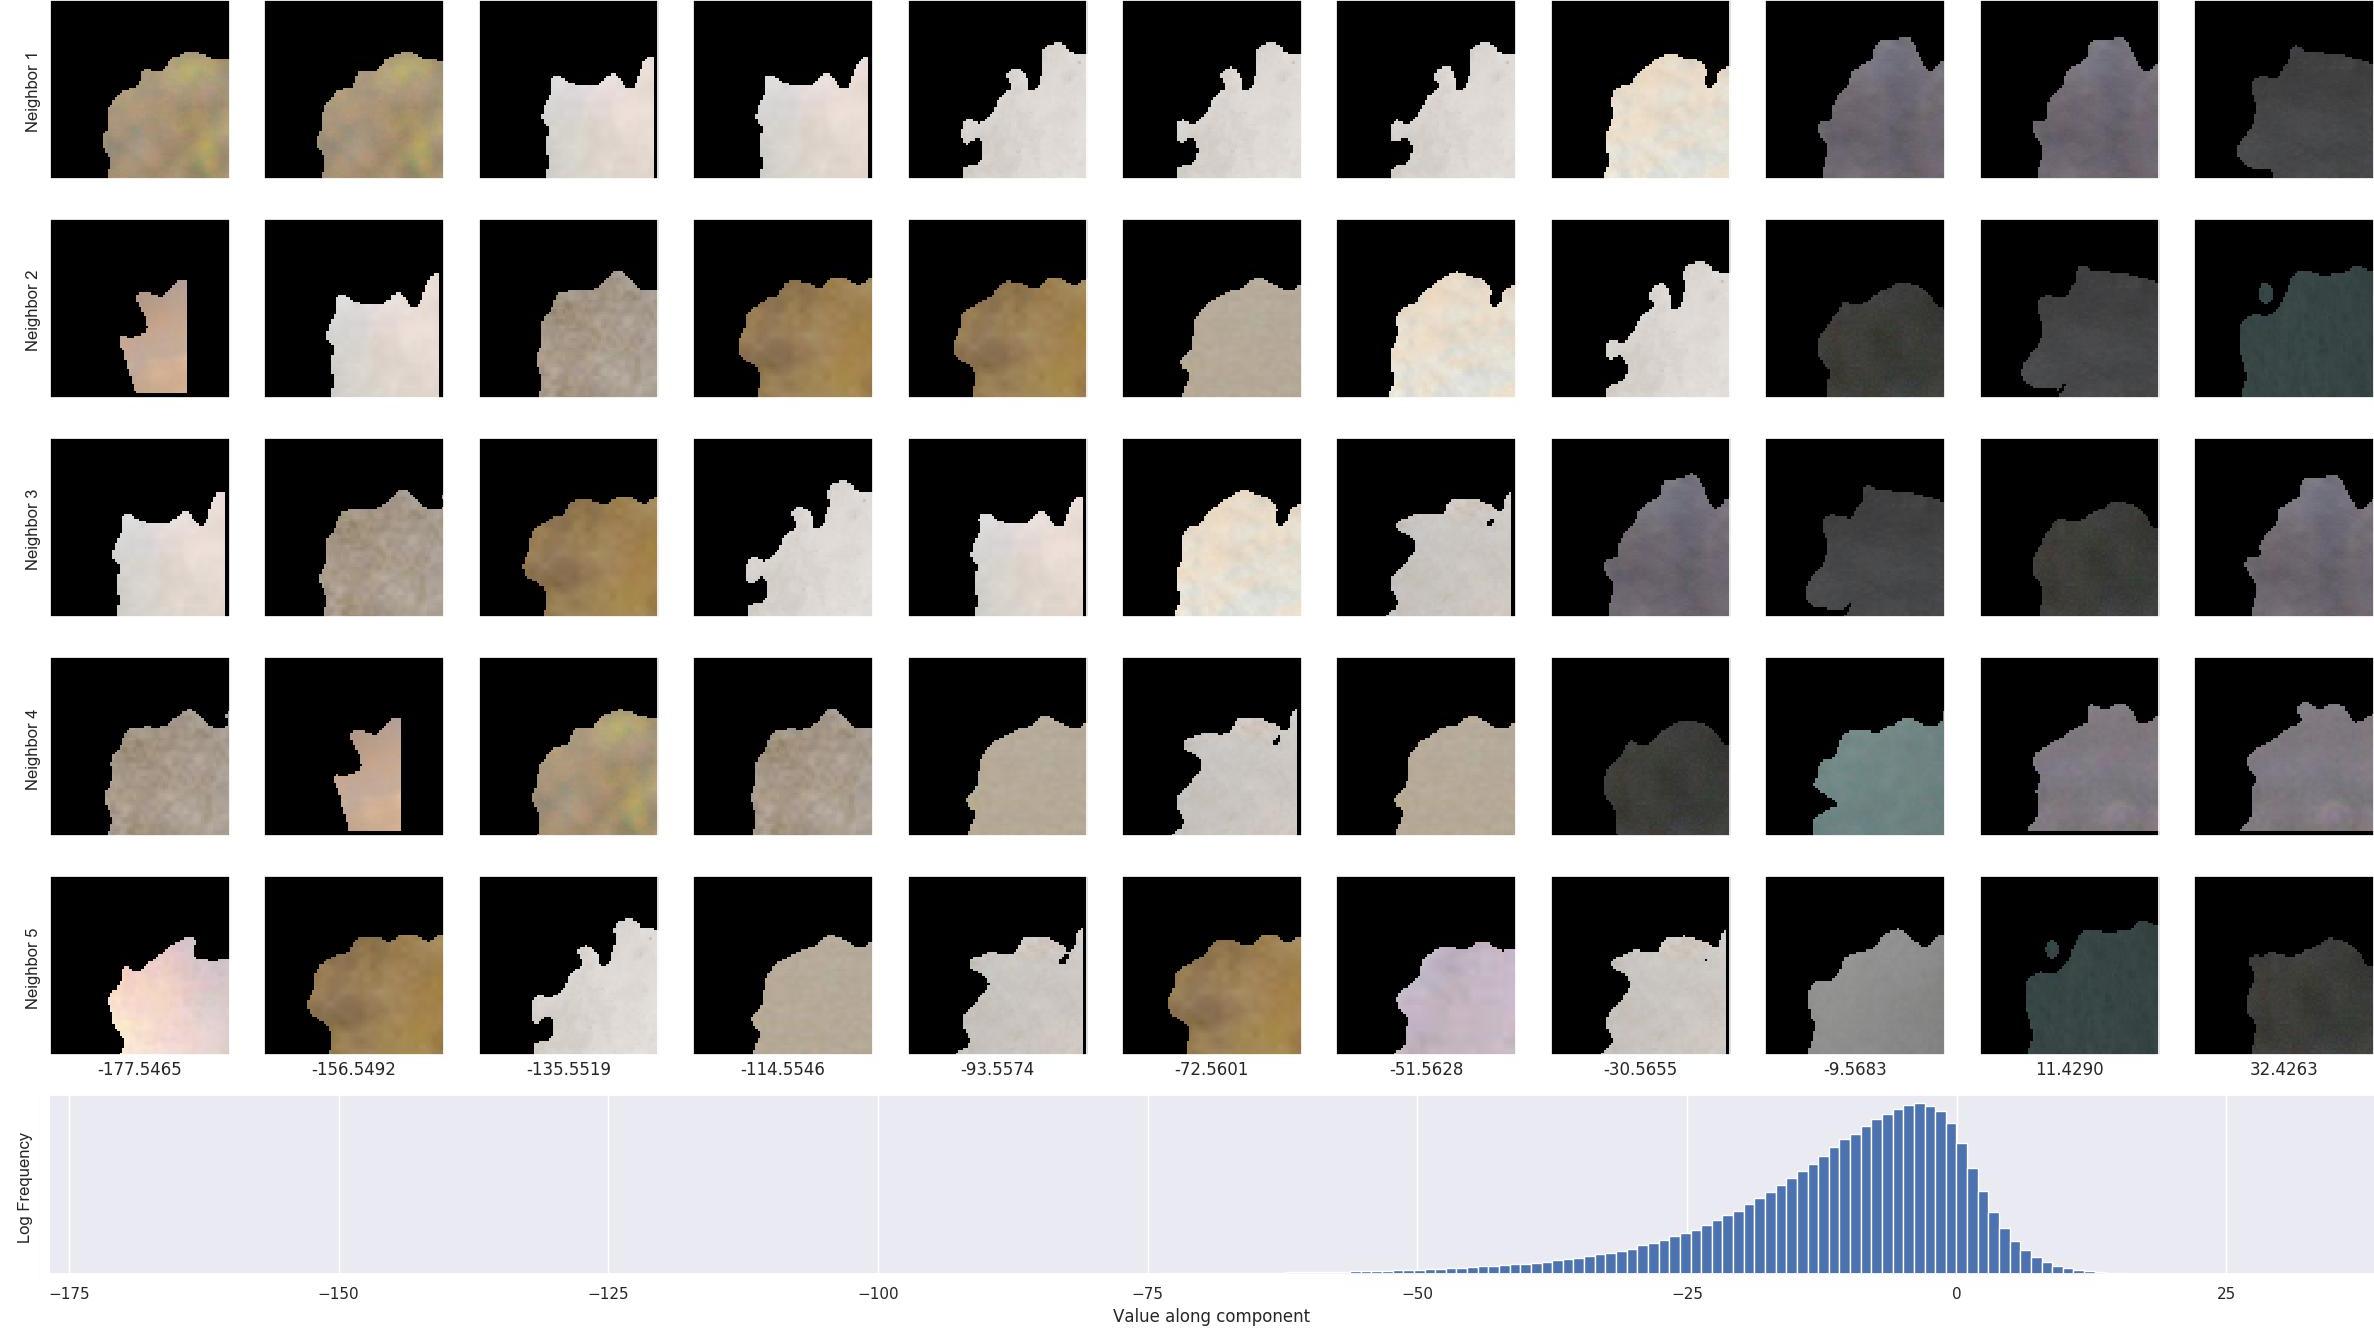 Neighbor 1
Neighbor 2
Neighbor 3
Neighbor 4
Neighbor 5
-177.5465 -156.5492 -135.5519 -114.5546 -93.5574 -72.5601 -51.5628 -30.5655 -9.5683 11.4290 32.4263
Log Frequency
−175 −150 −125 −100 −75 −50 −25 0 25
Value along component